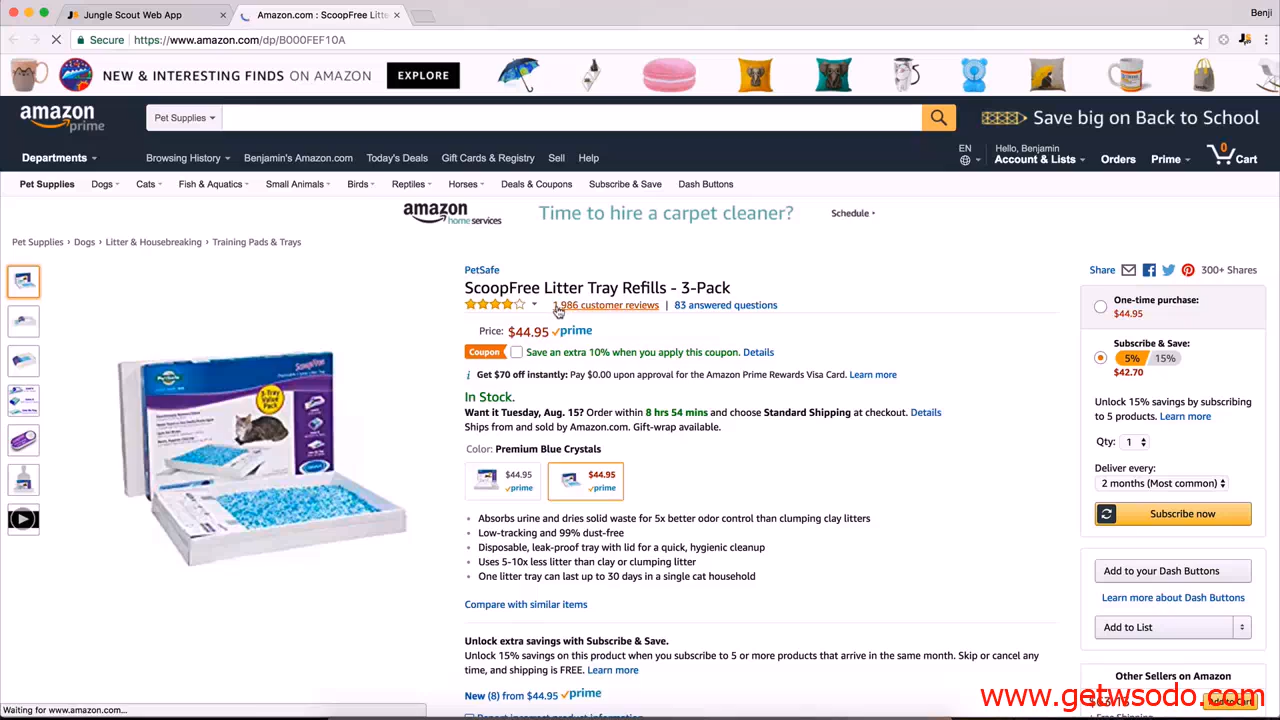 Jungle Scout Web App
Amazon.com : ScoopFree Litte
Benji
Secure
https://www.amazon.com/dp/B000FEF10A
NEW & INTERESTING FINDS ON AMAZON
EXPLORE
amazon prime
Pet Supplies
Save big on Back to School
Departments
Browsing History
Benjamin's Amazon.com
Today's Deals
Gift Cards & Registry
Sell
Help
EN
Hello, Benjamin
Account & Lists
Orders
Prime
0
Cart
Pet Supplies
Dogs
Cats
Fish & Aquatics
Small Animals
Birds
Reptiles
Horses
Deals & Coupons
Subscribe & Save
Dash Buttons
amazon home services
Time to hire a carpet cleaner?
Schedule
Pet Supplies › Dogs › Litter & Housebreaking › Training Pads & Trays
PetSafe
ScoopFree Litter Tray Refills - 3-Pack
1,986 customer reviews | 83 answered questions
Price: $44.95 prime
Coupon Save an extra 10% when you apply this coupon. Details
Get $70 off instantly: Pay $0.00 upon approval for the Amazon Prime Rewards Visa Card. Learn more
In Stock.
Want it Tuesday, Aug. 15? Order within 8 hrs 54 mins and choose Standard Shipping at checkout. Details
Ships from and sold by Amazon.com. Gift-wrap available.
Color: Premium Blue Crystals
$44.95
prime
$44.95
prime
Absorbs urine and dries solid waste for 5x better odor control than clumping clay litters
Low-tracking and 99% dust-free
Disposable, leak-proof tray with lid for a quick, hygienic cleanup
Uses 5-10x less litter than clay or clumping litter
One litter tray can last up to 30 days in a single cat household
Compare with similar items
Unlock extra savings with Subscribe & Save.
Unlock 15% savings on this product when you subscribe to 5 or more products that arrive in the same month. Skip or cancel any
time, and shipping is FREE. Learn more
New (8) from $44.95 prime
Report incorrect product information
Share
300+ Shares
One-time purchase:
$44.95
Subscribe & Save:
5% 15%
$42.70
Unlock 15% savings by subscribing
to 5 products. Learn more
Qty: 1
Deliver every:
2 months (Most common)
Subscribe now
Add to your Dash Buttons
Learn more about Dash Buttons
Add to List
Other Sellers on Amazon
Add to Cart
www.getwsodo.com
Waiting for www.amazon.com...